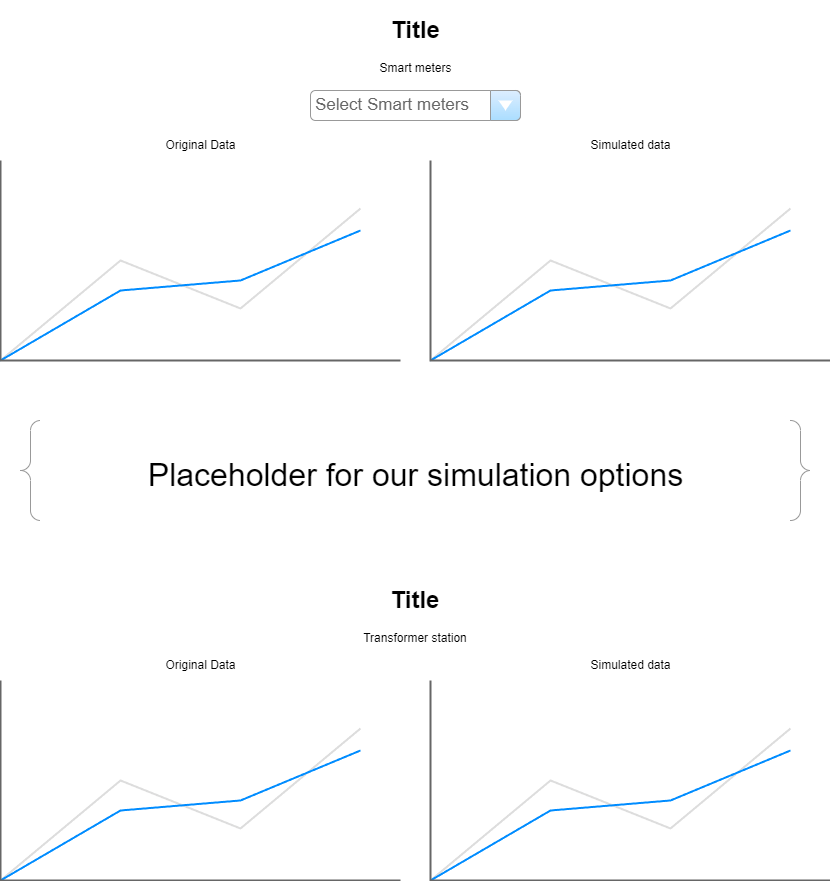 Title
Smart meters
Select Smart meters
Original Data
Simulated data
Placeholder for our simulation options
Title
Transformer station
Original Data
Simulated data